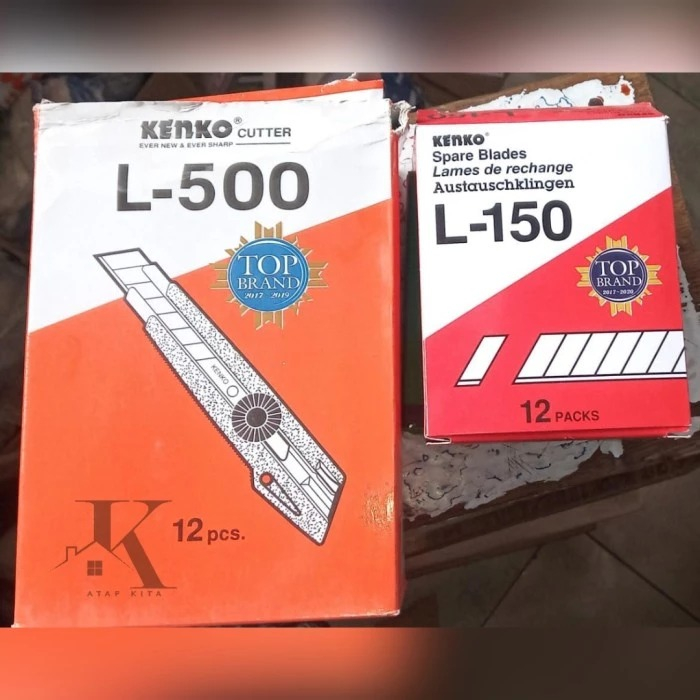 KENKO® CUTTER
EVER NEW & EVER SHARP
L-500
TOP
BRAND
2017 - 2019
KENKO
12 pcs.
K
ATAP KITA
KENKO®
Spare Blades
Lames de rechange
Austauschklingen
L-150
TOP
BRAND
2017-2020
12 PACKS